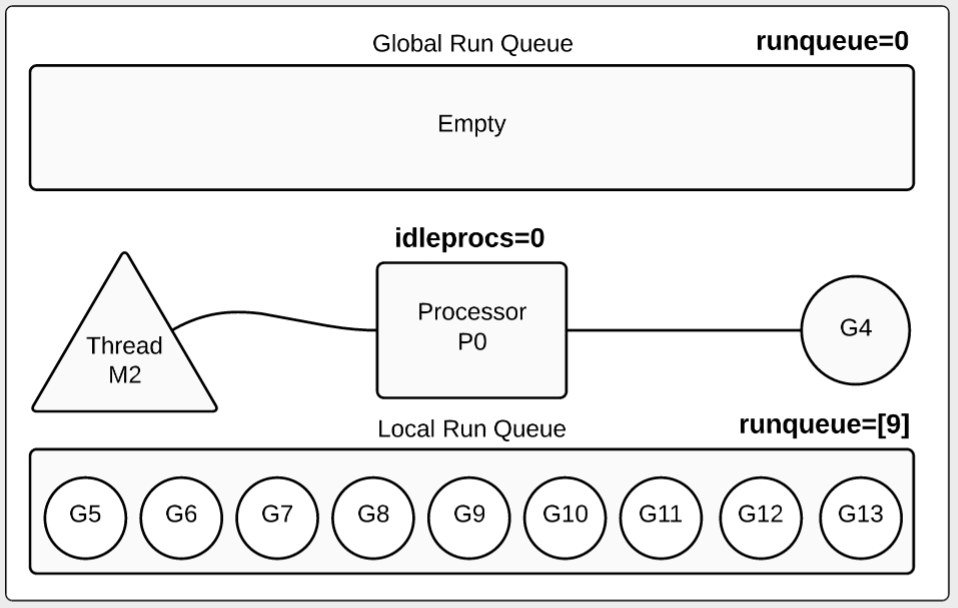 Global Run Queue
runqueue=0
Empty
idleprocs=0
Thread
M2
Processor
P0
G4
Local Run Queue
runqueue=[9]
G5 G6 G7 G8 G9 G10 G11 G12 G13